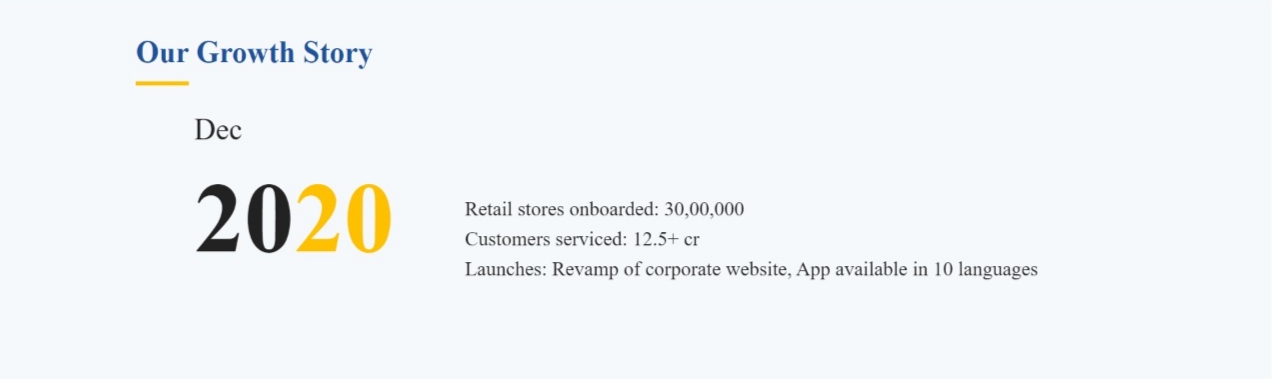 Our Growth Story
Dec
2020
Retail stores onboarded: 30,00,000
Customers serviced: 12.5+ cr
Launches: Revamp of corporate website, App available in 10 languages